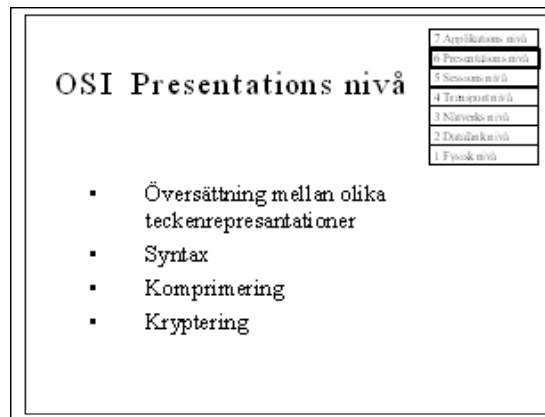 7 Applikations nivå
6 Presentations nivå
5 Sessions nivå
4 Transport nivå
3 Nätverks nivå
2 Datalänk nivå
1 Fysisk nivå
OSI Presentations nivå
▪ Översättning mellan olika
teckenrepresantationer
▪ Syntax
▪ Komprimering
▪ Kryptering